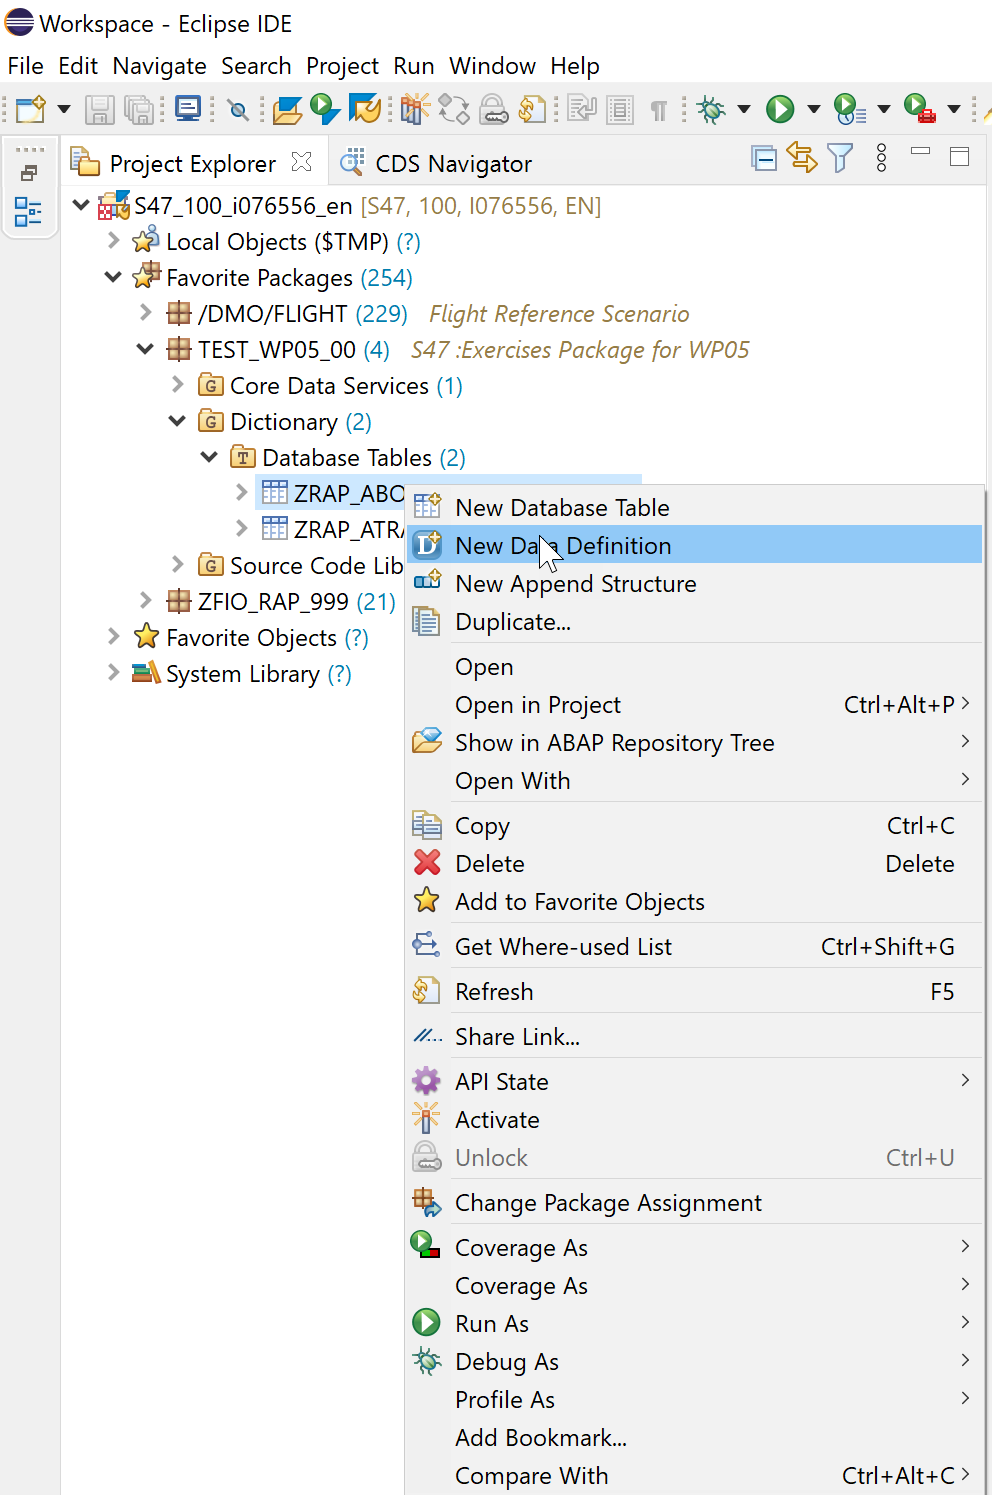 Workspace - Eclipse IDE
File Edit Navigate Search Project Run Window Help
Project Explorer CDS Navigator
S47_100_i076556_en [S47, 100, I076556, EN]
Local Objects ($TMP) (?)
Favorite Packages (254)
/DMO/FLIGHT (229) Flight Reference Scenario
TEST_WP05_00 (4) S47 :Exercises Package for WP05
Core Data Services (1)
Dictionary (2)
Database Tables (2)
ZRAP_ABO
ZRAP_ATRA
Source Code Lib
ZFIO_RAP_999 (21)
Favorite Objects (?)
System Library (?)
New Database Table
New Data Definition
New Append Structure
Duplicate...
Open
Open in Project Ctrl+Alt+P
Show in ABAP Repository Tree
Open With
Copy Ctrl+C
Delete Delete
Add to Favorite Objects
Get Where-used List Ctrl+Shift+G
Refresh F5
Share Link...
API State
Activate
Unlock Ctrl+U
Change Package Assignment
Coverage As
Coverage As
Run As
Debug As
Profile As
Add Bookmark...
Compare With Ctrl+Alt+C